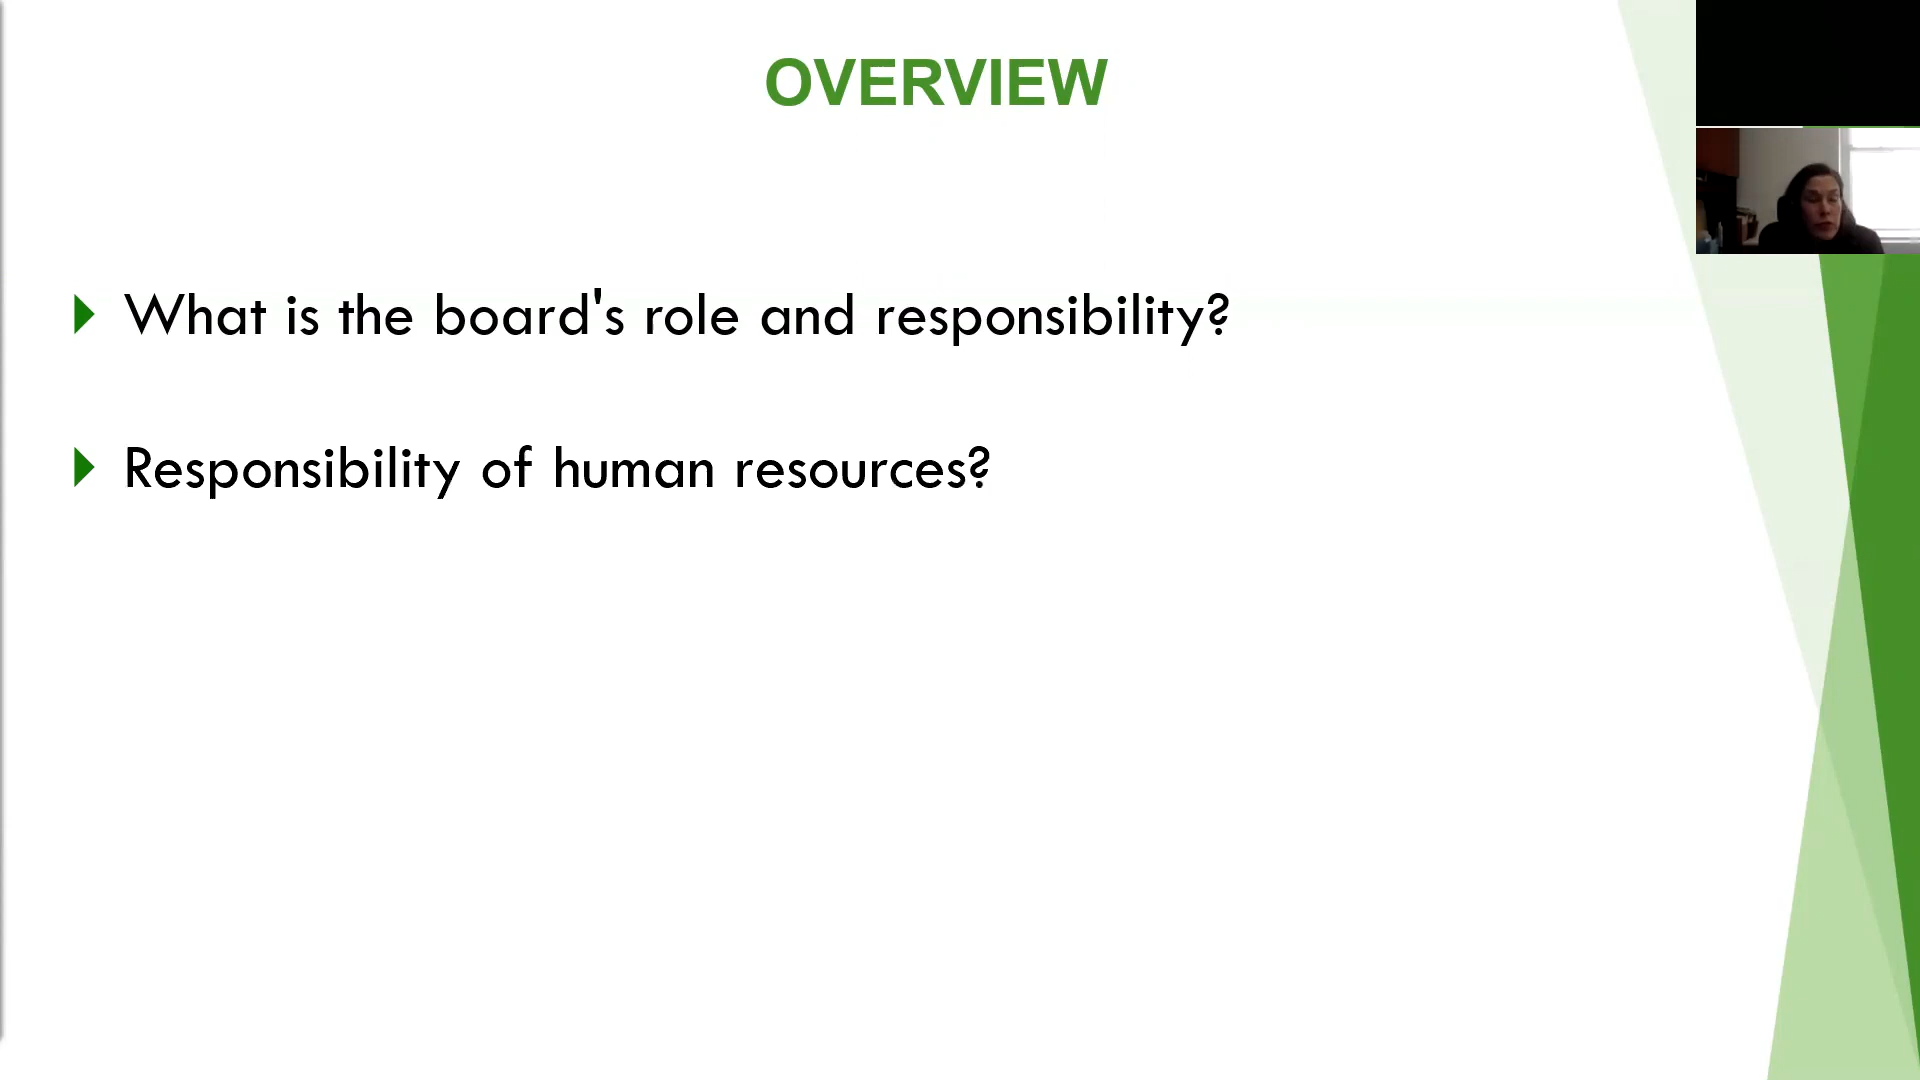 OVERVIEW
What is the board's role and responsibility?
Responsibility of human resources?